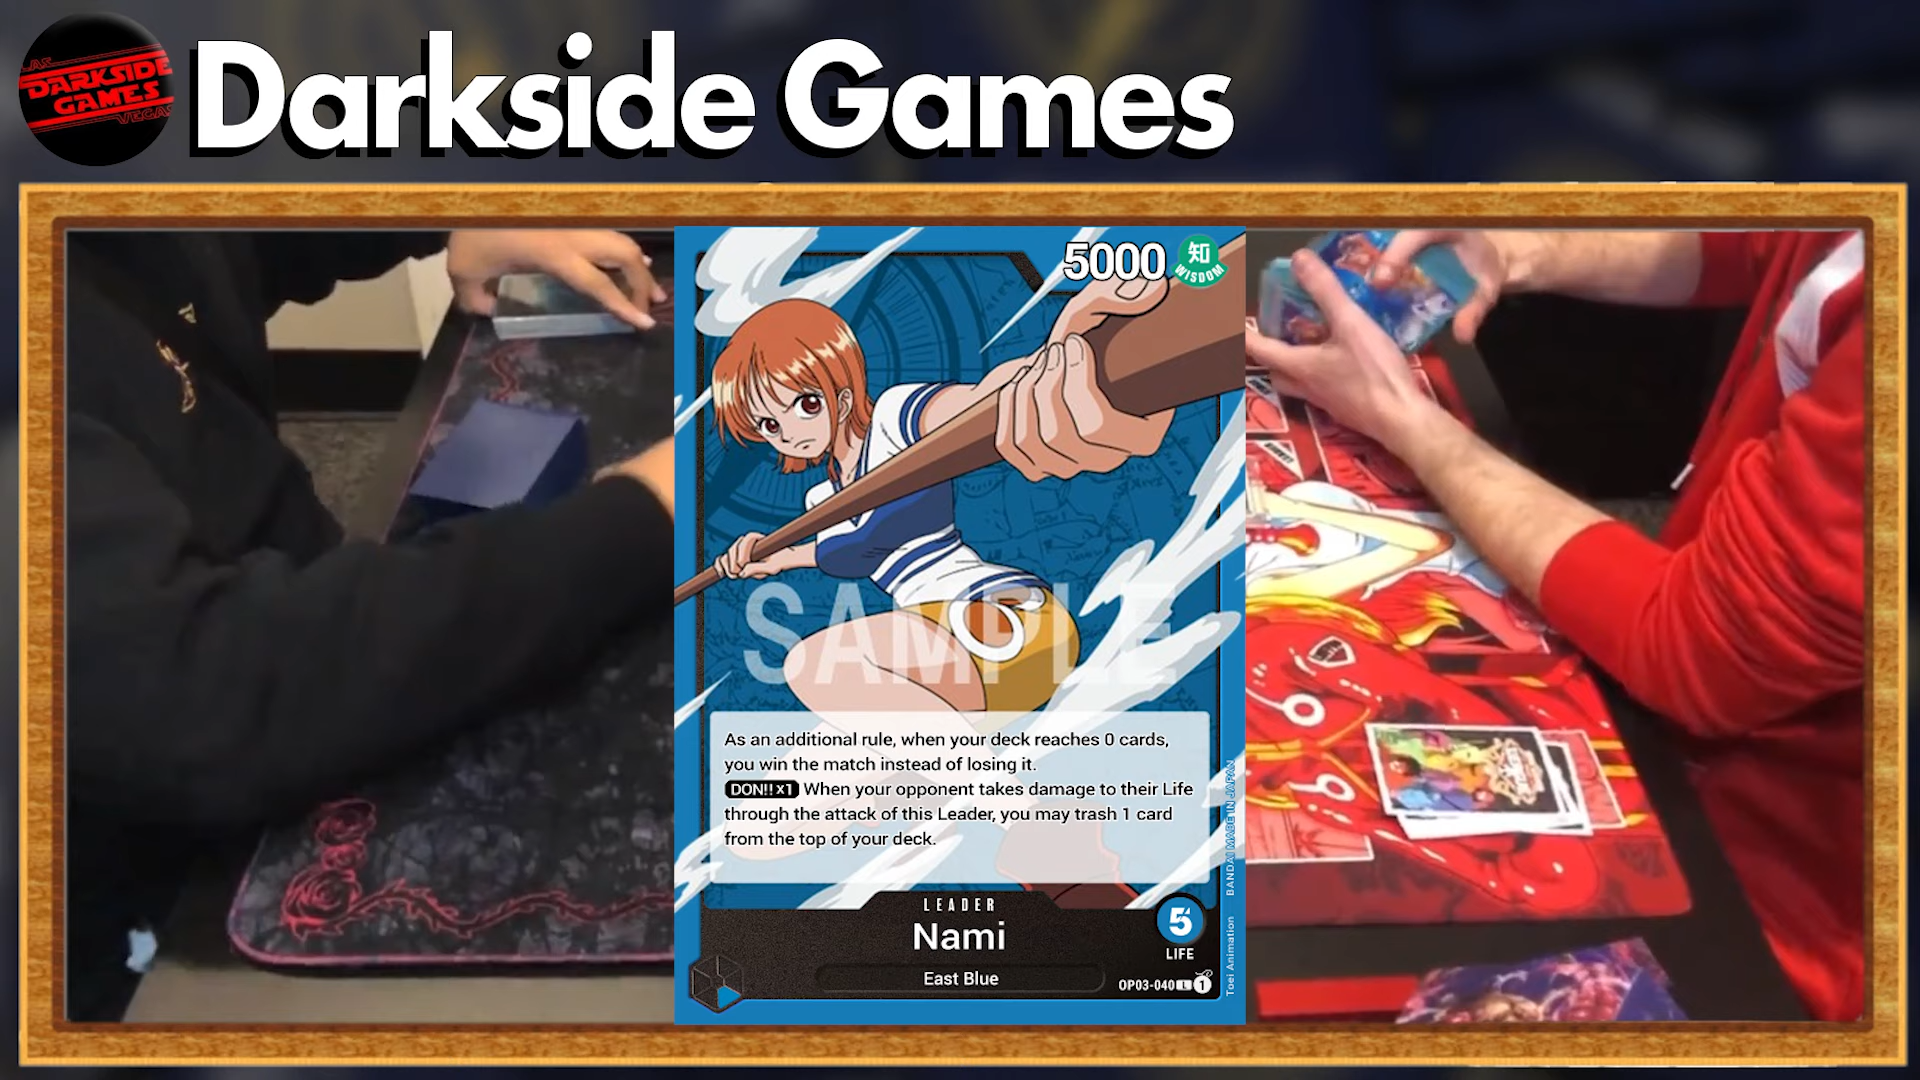 LAS
DARKSIDE
GAMES
VEGAS
Darkside Games
5000
知
WISDOM
SAMPLE
As an additional rule, when your deck reaches 0 cards,
you win the match instead of losing it.
DON!!×1 When your opponent takes damage to their Life
through the attack of this Leader, you may trash 1 card
from the top of your deck.
LEADER
Nami
5
LIFE
East Blue
OP03-040 L 1
Toei Animation BANDAI MADE IN JAPAN